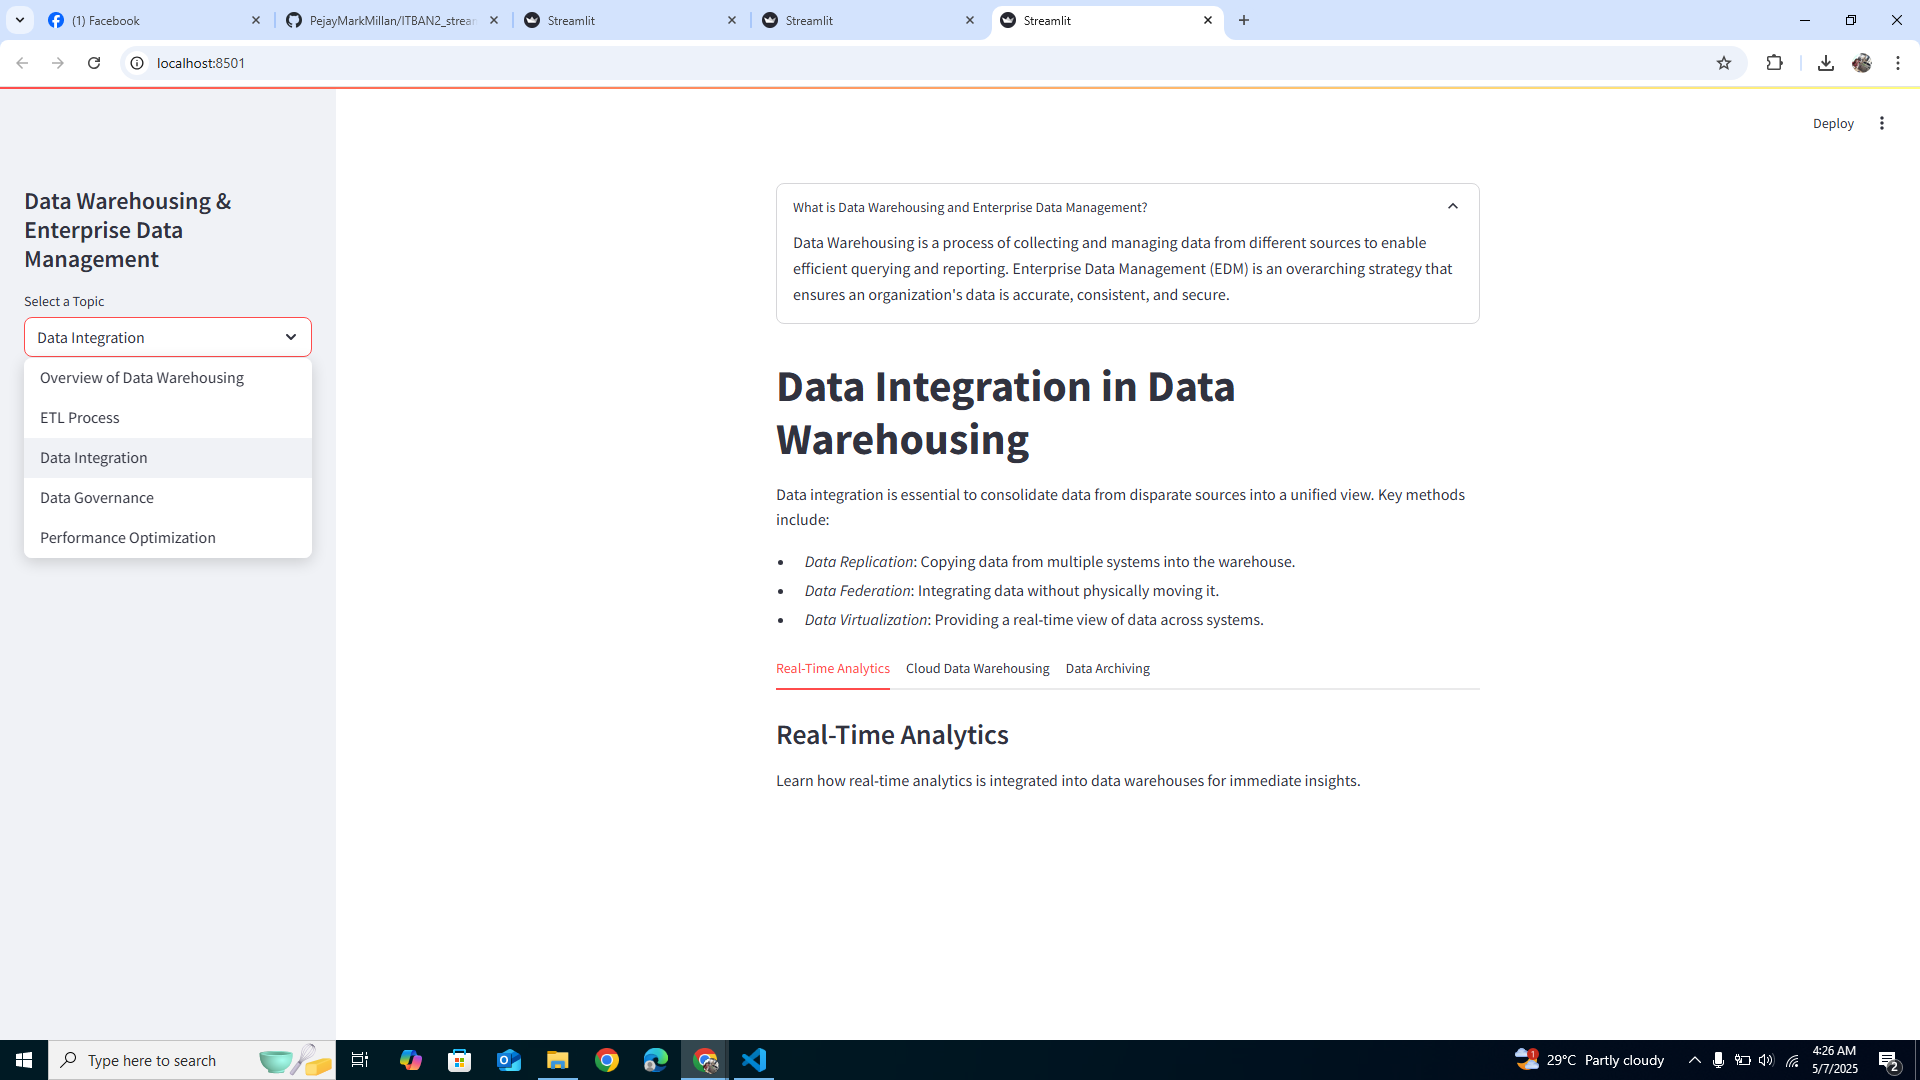 (1) Facebook
PejayMarkMillan/ITBAN2_strean
Streamlit
Streamlit
Streamlit
localhost:8501
Deploy
Data Warehousing &
Enterprise Data
Management
Select a Topic
Data Integration
Overview of Data Warehousing
ETL Process
Data Integration
Data Governance
Performance Optimization
What is Data Warehousing and Enterprise Data Management?
Data Warehousing is a process of collecting and managing data from different sources to enable
efficient querying and reporting. Enterprise Data Management (EDM) is an overarching strategy that
ensures an organization's data is accurate, consistent, and secure.
Data Integration in Data
Warehousing
Data integration is essential to consolidate data from disparate sources into a unified view. Key methods
include:
• Data Replication: Copying data from multiple systems into the warehouse.
• Data Federation: Integrating data without physically moving it.
• Data Virtualization: Providing a real-time view of data across systems.
Real-Time Analytics Cloud Data Warehousing Data Archiving
Real-Time Analytics
Learn how real-time analytics is integrated into data warehouses for immediate insights.
Type here to search
1
29°C Partly cloudy
4:26 AM
5/7/2025
2